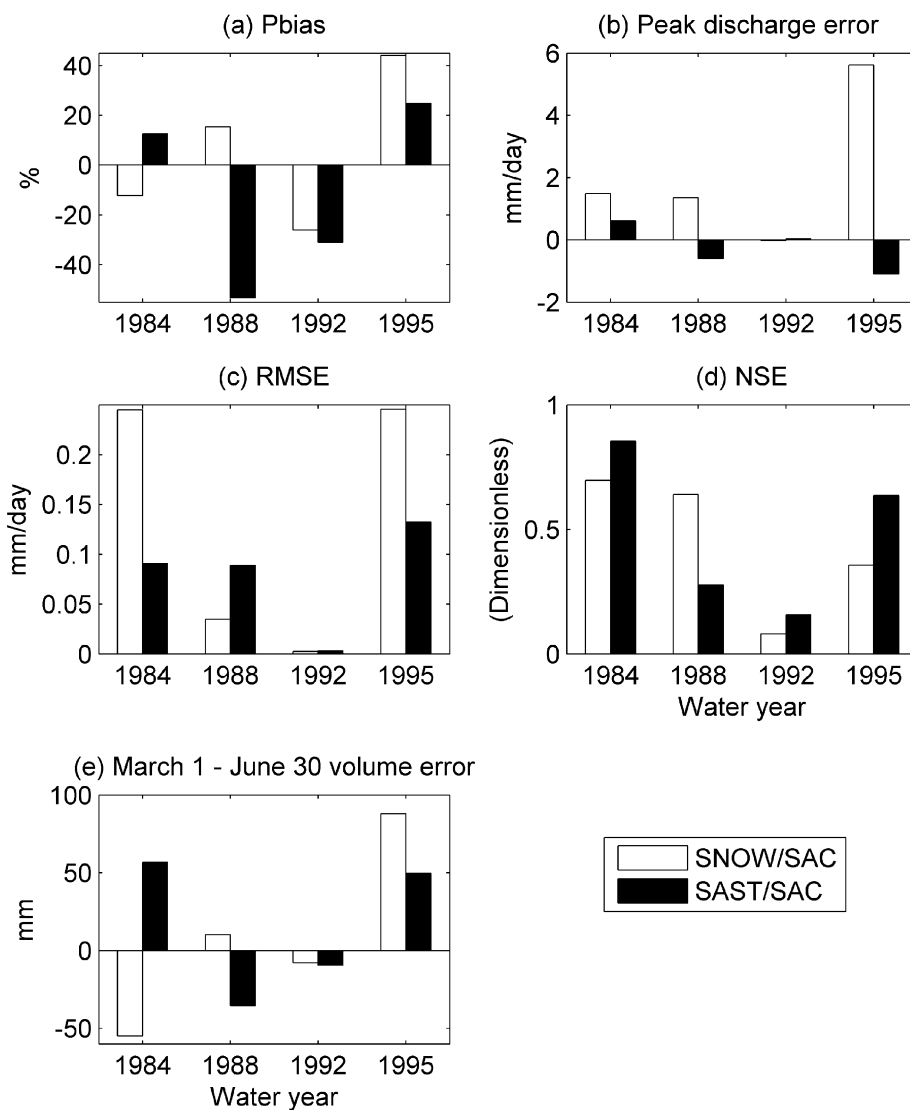 (a) Pbias
40
20
0
-20
-40
%
1984 1988 1992 1995
(b) Peak discharge error
6
4
2
0
-2
mm/day
1984 1988 1992 1995
(c) RMSE
0.2
0.15
0.1
0.05
0
mm/day
1984 1988 1992 1995
(d) NSE
1
0.5
0
(Dimensionless)
1984 1988 1992 1995
Water year
(e) March 1 - June 30 volume error
100
50
0
-50
mm
1984 1988 1992 1995
Water year
SNOW/SAC
SAST/SAC